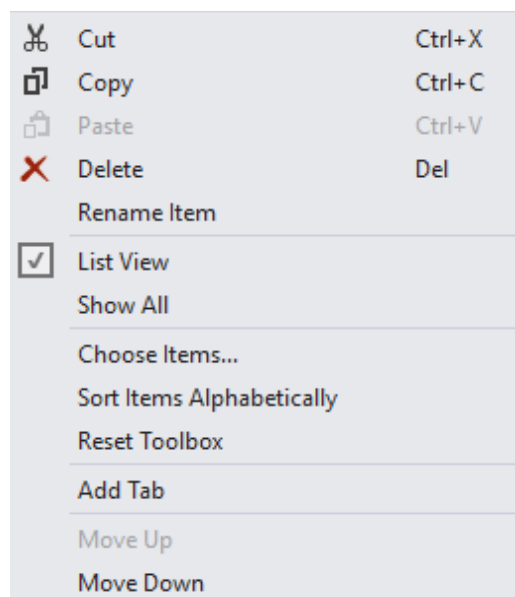 Cut Ctrl+X
Copy Ctrl+C
Paste Ctrl+V
Delete Del
Rename Item
List View
Show All
Choose Items...
Sort Items Alphabetically
Reset Toolbox
Add Tab
Move Up
Move Down